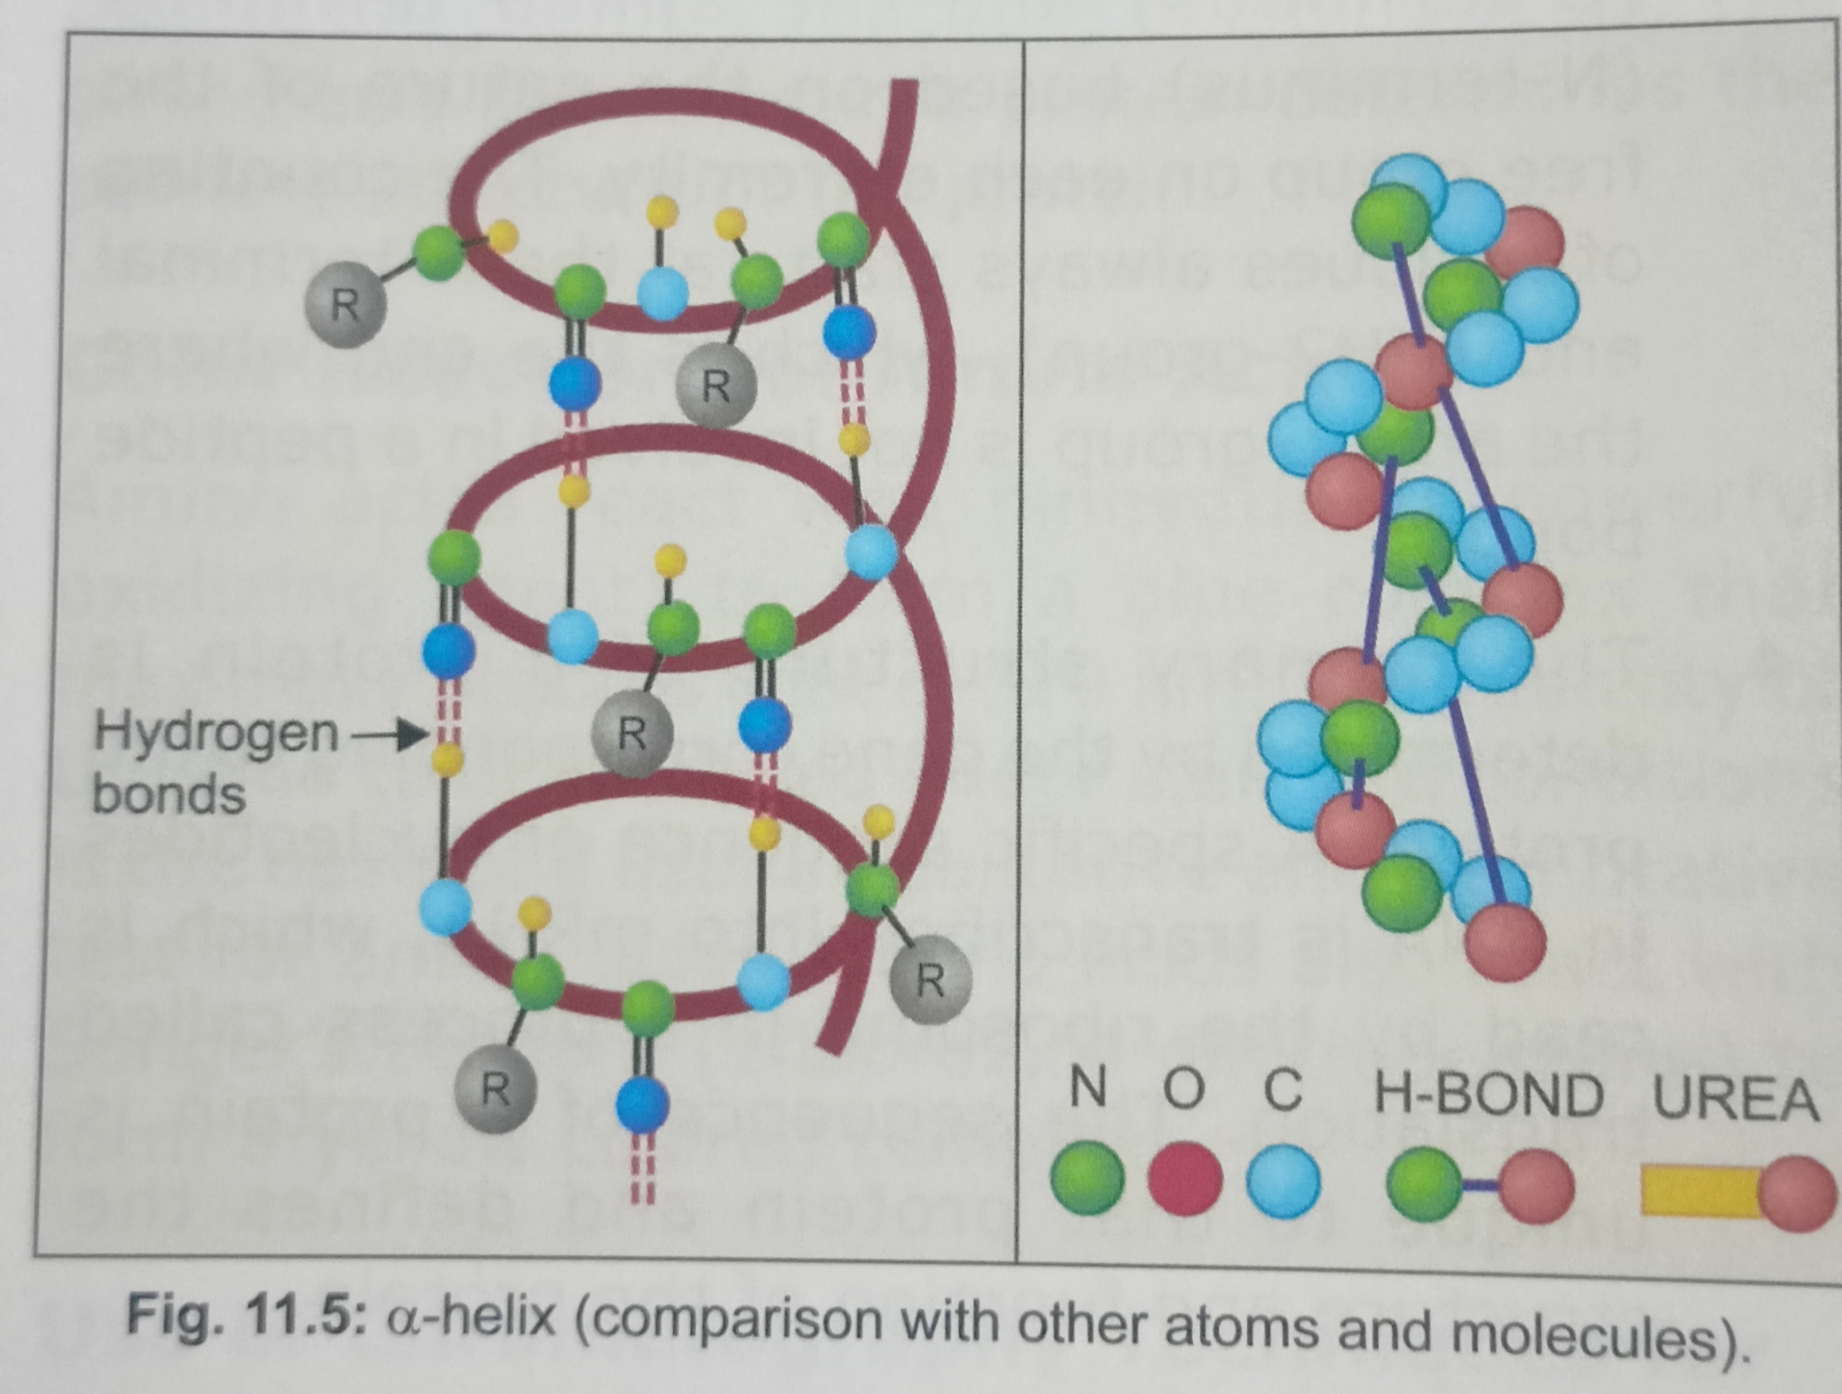 R
R
Hydrogen
bonds
R
R
R
N O C H-BOND UREA
Fig. 11.5: α-helix (comparison with other atoms and molecules).